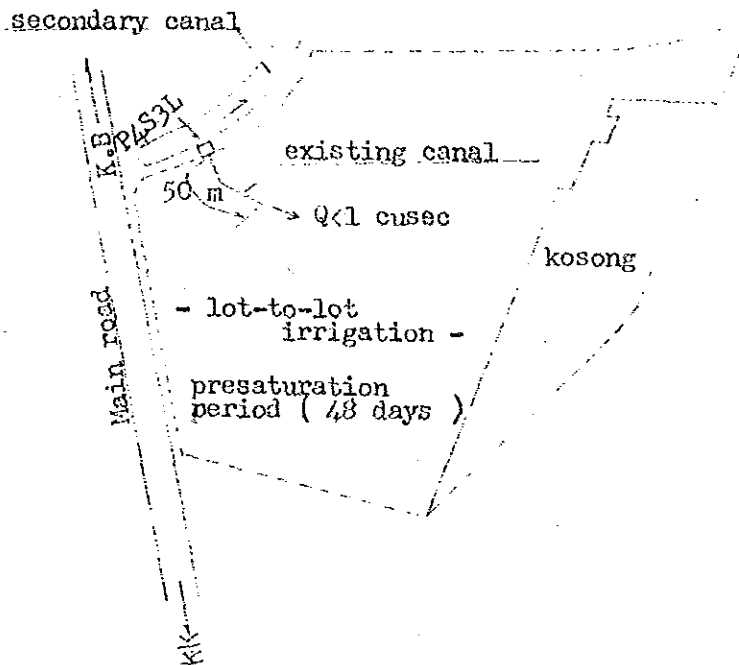 secondary canal
K.B
P4S3L
existing canal
50 m
Q<1 cusec
kosong
Main road
- lot-to-lot
irrigation -
presaturation
period ( 48 days )
KK